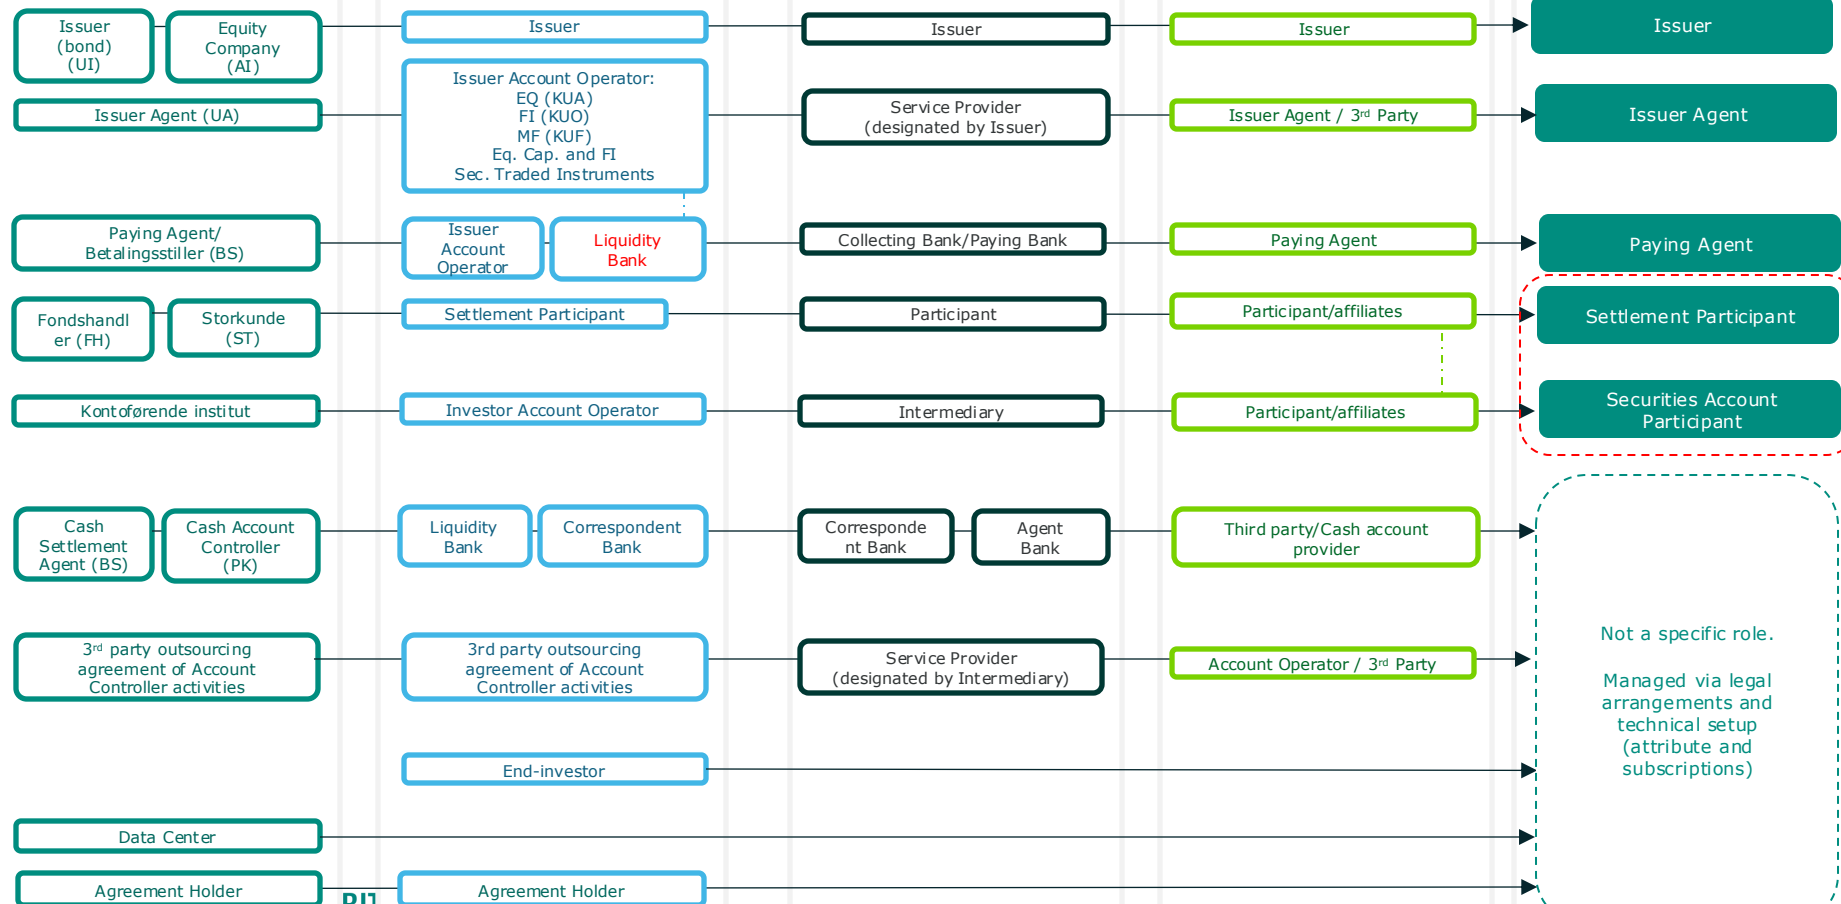 Issuer
(bond)
(UI)
Equity
Company
(AI)
Issuer
Issuer
Issuer
Issuer
Issuer Agent (UA)
Issuer Account Operator:
EQ (KUA)
FI (KUO)
MF (KUF)
Eq. Cap. and FI
Sec. Traded Instruments
Service Provider
(designated by Issuer)
Issuer Agent / 3rd Party
Issuer Agent
Paying Agent/
Betalingsstiller (BS)
Issuer
Account
Operator
Liquidity
Bank
Collecting Bank/Paying Bank
Paying Agent
Paying Agent
Fondshandl
er (FH)
Storkunde
(ST)
Settlement Participant
Participant
Participant/affiliates
Settlement Participant
Kontoførende institut
Investor Account Operator
Intermediary
Participant/affiliates
Securities Account
Participant
Cash
Settlement
Agent (BS)
Cash Account
Controller
(PK)
Liquidity
Bank
Correspondent
Bank
Corresponde
nt Bank
Agent
Bank
Third party/Cash account
provider
3rd party outsourcing
agreement of Account
Controller activities
3rd party outsourcing
agreement of Account
Controller activities
Service Provider
(designated by Intermediary)
Account Operator / 3rd Party
Not a specific role.
Managed via legal
arrangements and
technical setup
(attribute and
subscriptions)
End-investor
Data Center
Agreement Holder
Agreement Holder